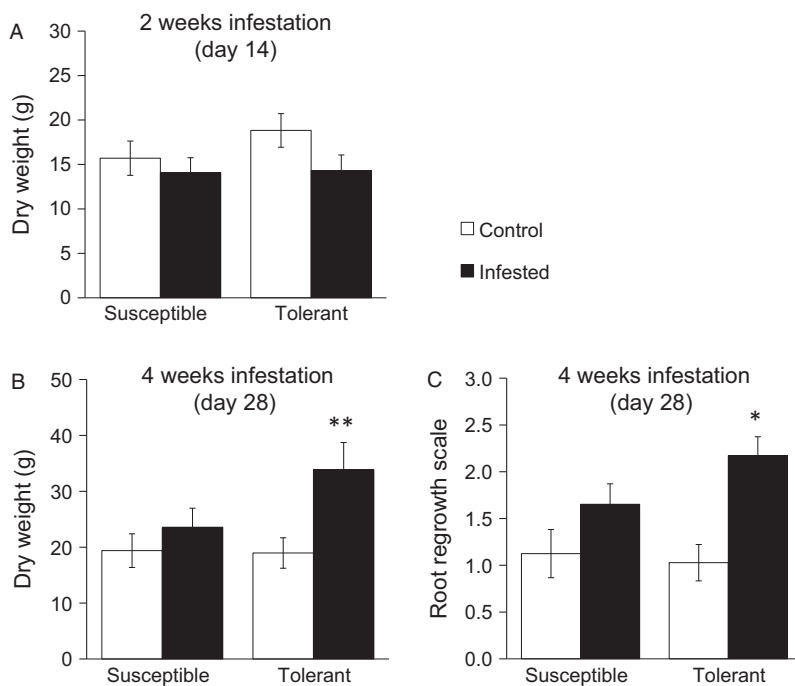 A
2 weeks infestation
(day 14)
Dry weight (g)
30
25
20
15
10
5
0
Susceptible
Tolerant
Control
Infested
B
4 weeks infestation
(day 28)
Dry weight (g)
50
40
30
20
10
0
**
Susceptible
Tolerant
C
4 weeks infestation
(day 28)
Root regrowth scale
3.0
2.5
2.0
1.5
1.0
0.5
0.0
*
Susceptible
Tolerant